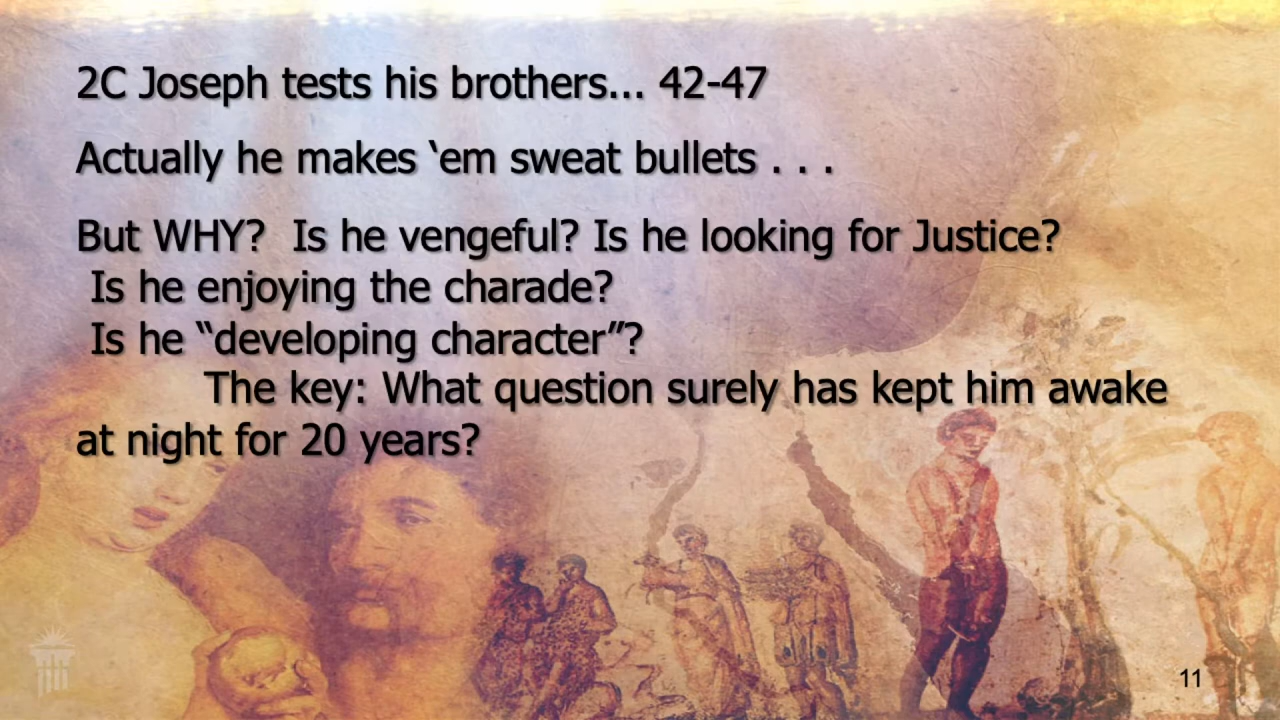 2C Joseph tests his brothers... 42-47
Actually he makes ‘em sweat bullets . . .
But WHY?  Is he vengeful? Is he looking for Justice?
Is he enjoying the charade?
Is he “developing character”?
The key: What question surely has kept him awake
at night for 20 years?
11